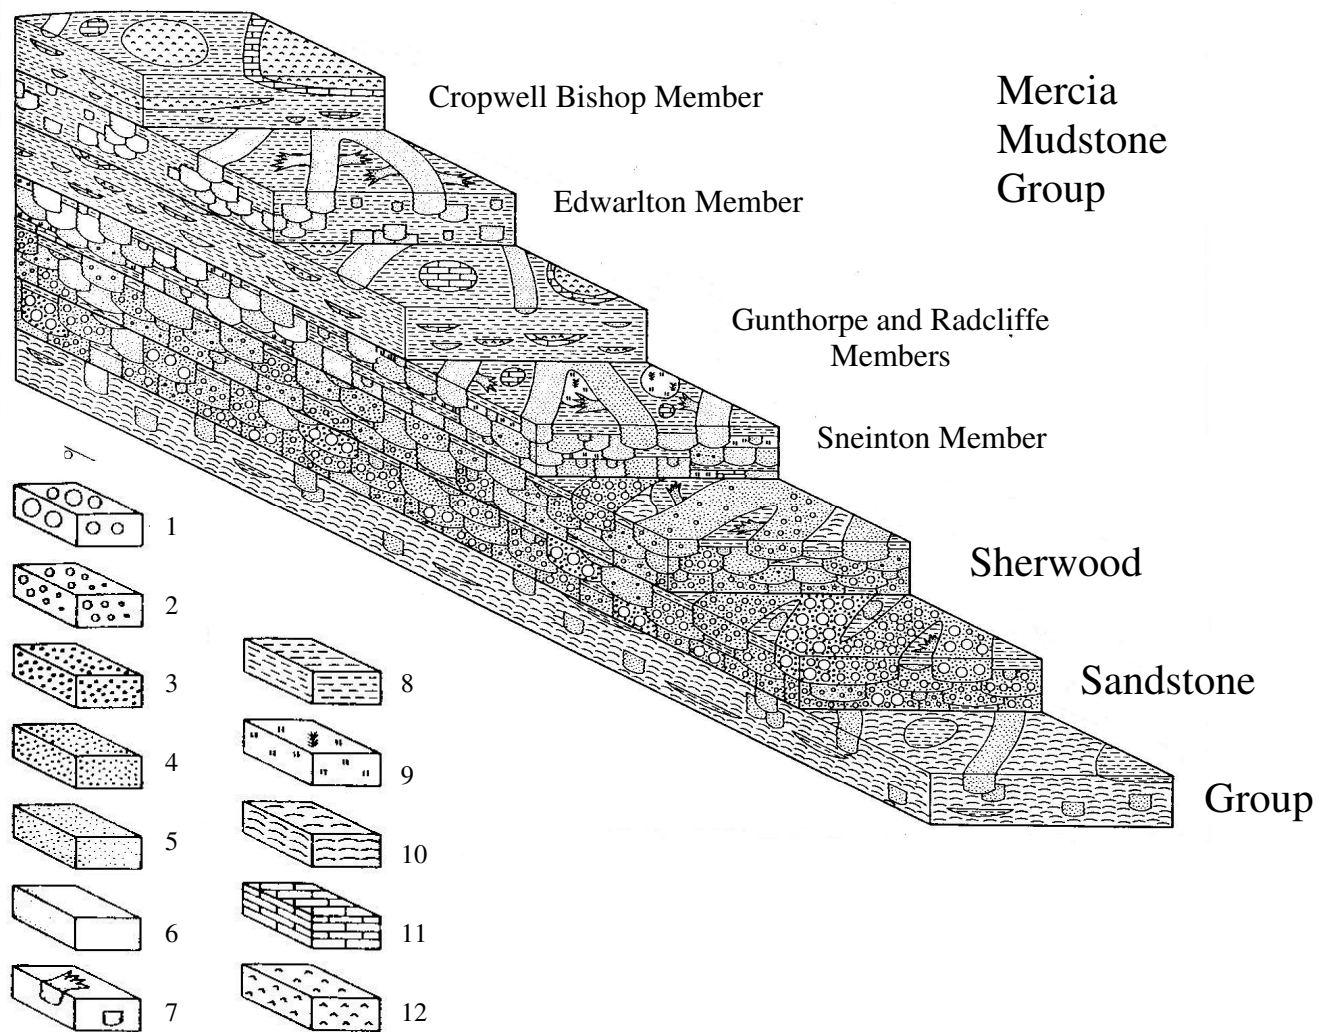 Cropwell Bishop Member
Mercia
Mudstone
Group
Edwarlton Member
Gunthorpe and Radcliffe
Members
Sneinton Member
Sherwood
Sandstone
Group
1
2
3
4
5
6
7
8
9
10
11
12